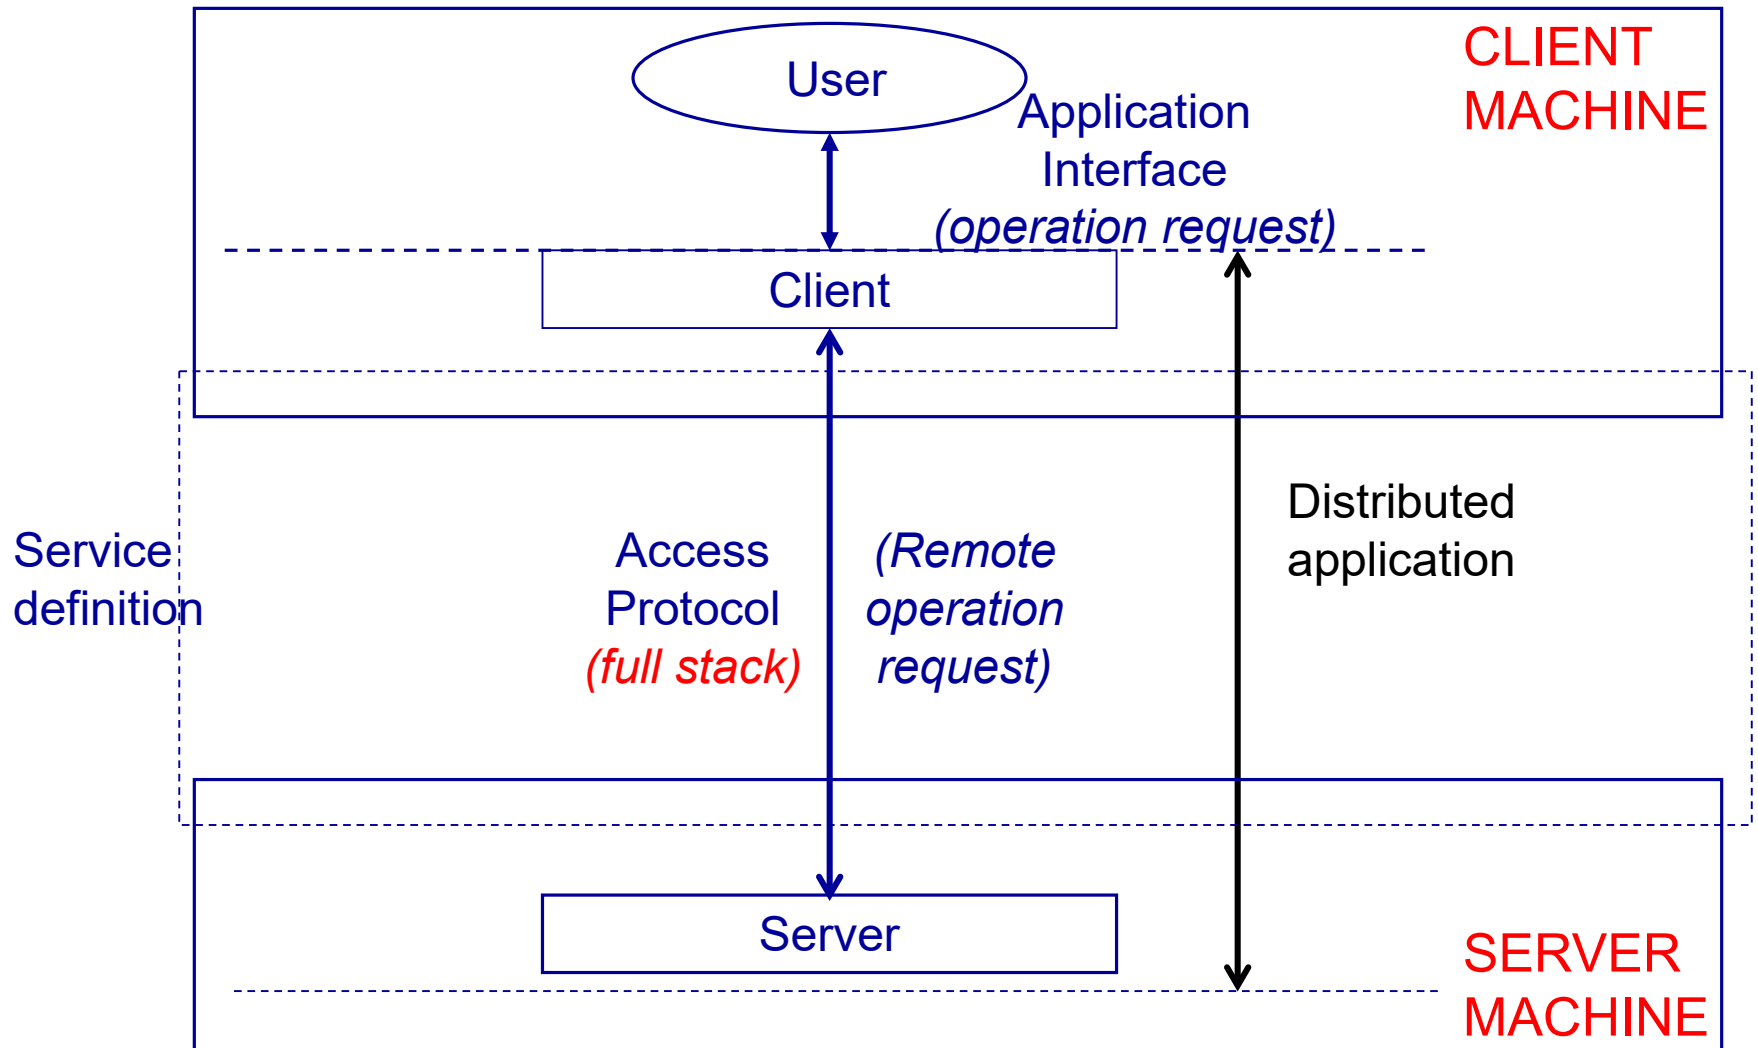 User
CLIENT
MACHINE
Application
Interface
(operation request)
Client
Service
definition
Access
Protocol
(full stack)
(Remote
operation
request)
Distributed
application
Server
SERVER
MACHINE